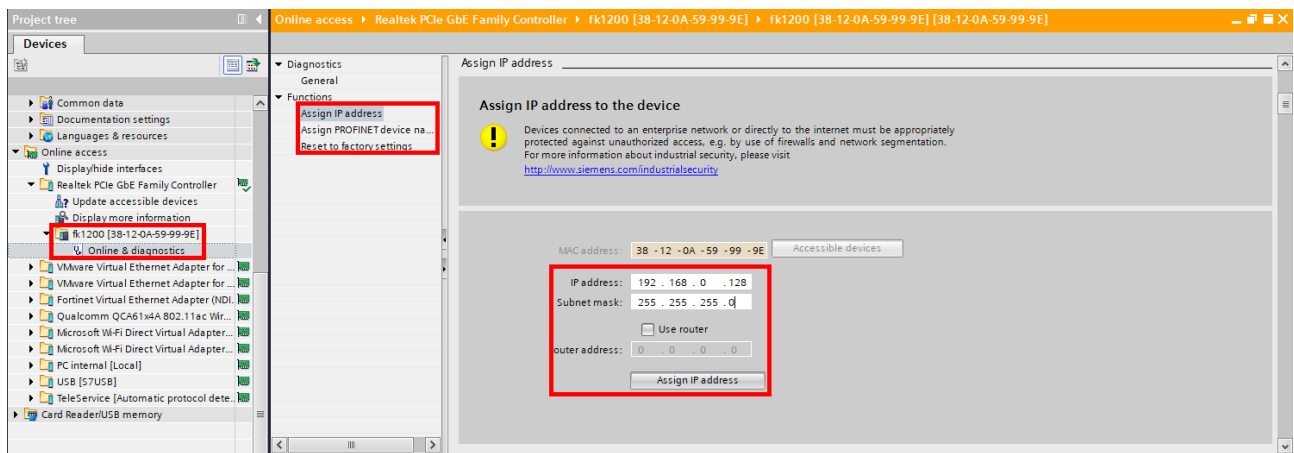 Project tree
Devices
Common data
Documentation settings
Languages & resources
Online access
Display/hide interfaces
Realtek PCIe GbE Family Controller
Update accessible devices
Display more information
fk1200 [38-12-0A-59-99-9E]
Online & diagnostics
VMware Virtual Ethernet Adapter for ...
VMware Virtual Ethernet Adapter for ...
Fortinet Virtual Ethernet Adapter (NDI..
Qualcomm QCA61x4A 802.11ac Wir...
Microsoft Wi-Fi Direct Virtual Adapter...
Microsoft Wi-Fi Direct Virtual Adapter...
PC internal [Local]
USB [S7USB]
TeleService [Automatic protocol dete..
Card Reader/USB memory
Online access Realtek PCIe GbE Family Controller fk1200 [38-12-0A-59-99-9E] fk1200 [38-12-0A-59-99-9E] [38-12-0A-59-99-9E]
Diagnostics
General
Functions
Assign IP address
Assign PROFINET device na...
Reset to factory settings
Assign IP address
Assign IP address to the device
Devices connected to an enterprise network or directly to the internet must be appropriately
protected against unauthorized access, e.g. by use of firewalls and network segmentation.
For more information about industrial security, please visit
http://www.siemens.com/industrialsecurity
MAC address: 38 -12 -0A -59 -99 -9E Accessible devices
IP address: 192 . 168 . 0 . 128
Subnet mask: 255 . 255 . 255 . 0
Use router
outer address: 0 . 0 . 0 . 0
Assign IP address